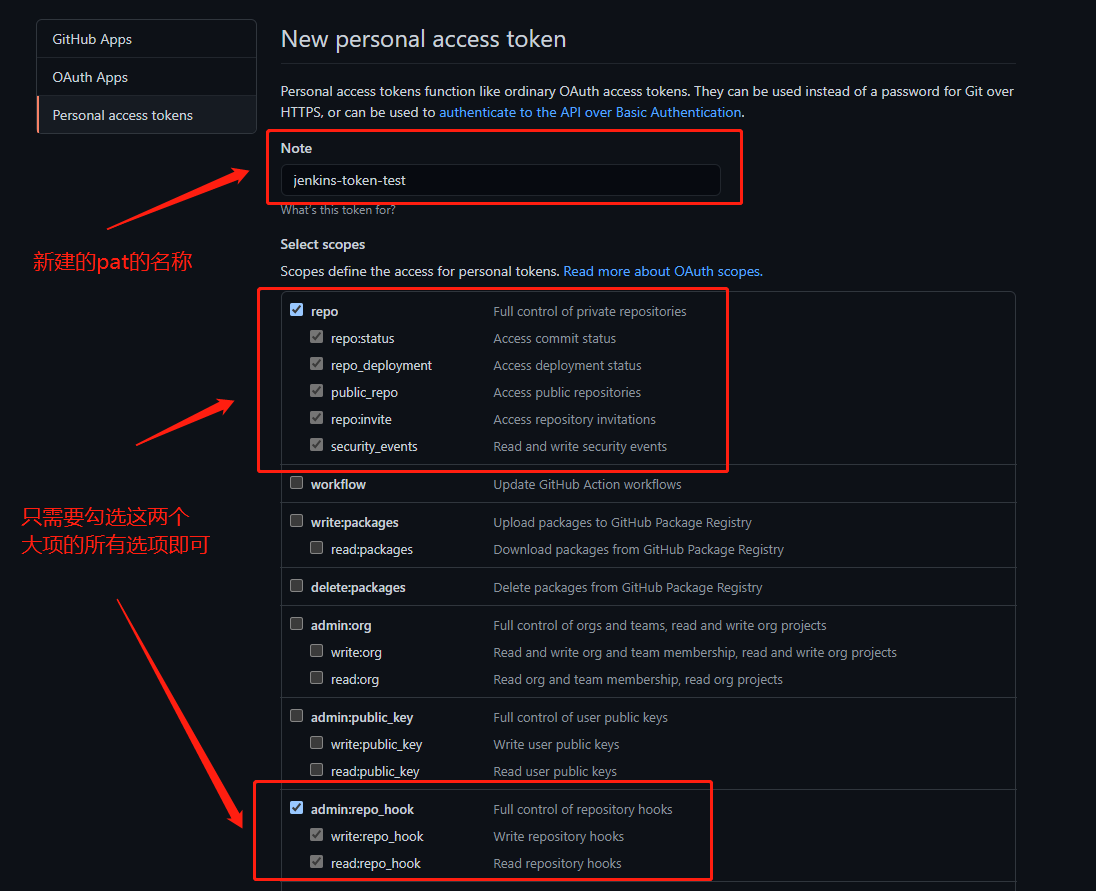 GitHub Apps
OAuth Apps
Personal access tokens
New personal access token
Personal access tokens function like ordinary OAuth access tokens. They can be used instead of a password for Git over
HTTPS, or can be used to authenticate to the API over Basic Authentication.
Note
jenkins-token-test
What's this token for?
新建的pat的名称
Select scopes
Scopes define the access for personal tokens. Read more about OAuth scopes.
repo Full control of private repositories
repo:status Access commit status
repo_deployment Access deployment status
public_repo Access public repositories
repo:invite Access repository invitations
security_events Read and write security events
只需要勾选这两个
大项的所有选项即可
workflow Update GitHub Action workflows
write:packages Upload packages to GitHub Package Registry
read:packages Download packages from GitHub Package Registry
delete:packages Delete packages from GitHub Package Registry
admin:org Full control of orgs and teams, read and write org projects
write:org Read and write org and team membership, read and write org projects
read:org Read org and team membership, read org projects
admin:public_key Full control of user public keys
write:public_key Write user public keys
read:public_key Read user public keys
admin:repo_hook Full control of repository hooks
write:repo_hook Write repository hooks
read:repo_hook Read repository hooks